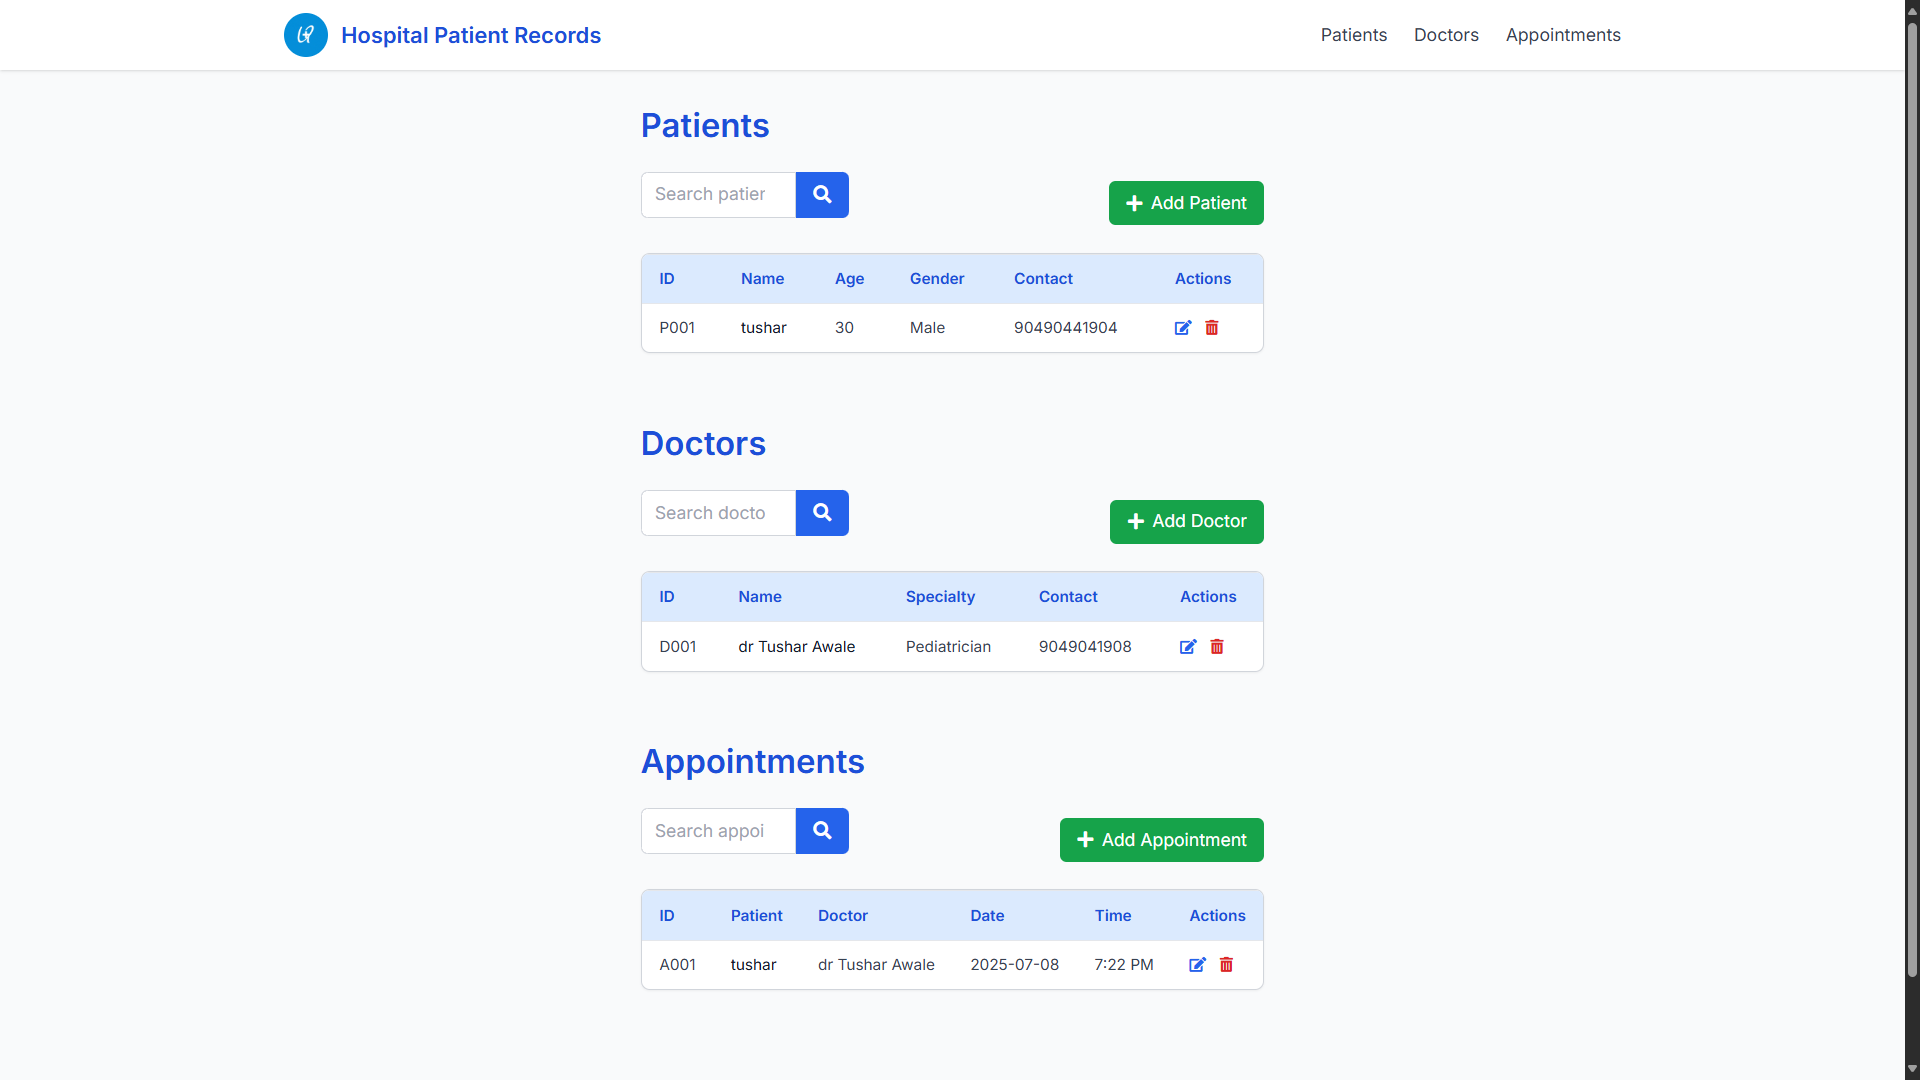 Hospital Patient Records
Patients Doctors Appointments
Patients
Search patier
Add Patient
ID Name Age Gender Contact Actions
P001 tushar 30 Male 90490441904
Doctors
Search docto
Add Doctor
ID Name Specialty Contact Actions
D001 dr Tushar Awale Pediatrician 9049041908
Appointments
Search appoi
Add Appointment
ID Patient Doctor Date Time Actions
A001 tushar dr Tushar Awale 2025-07-08 7:22 PM